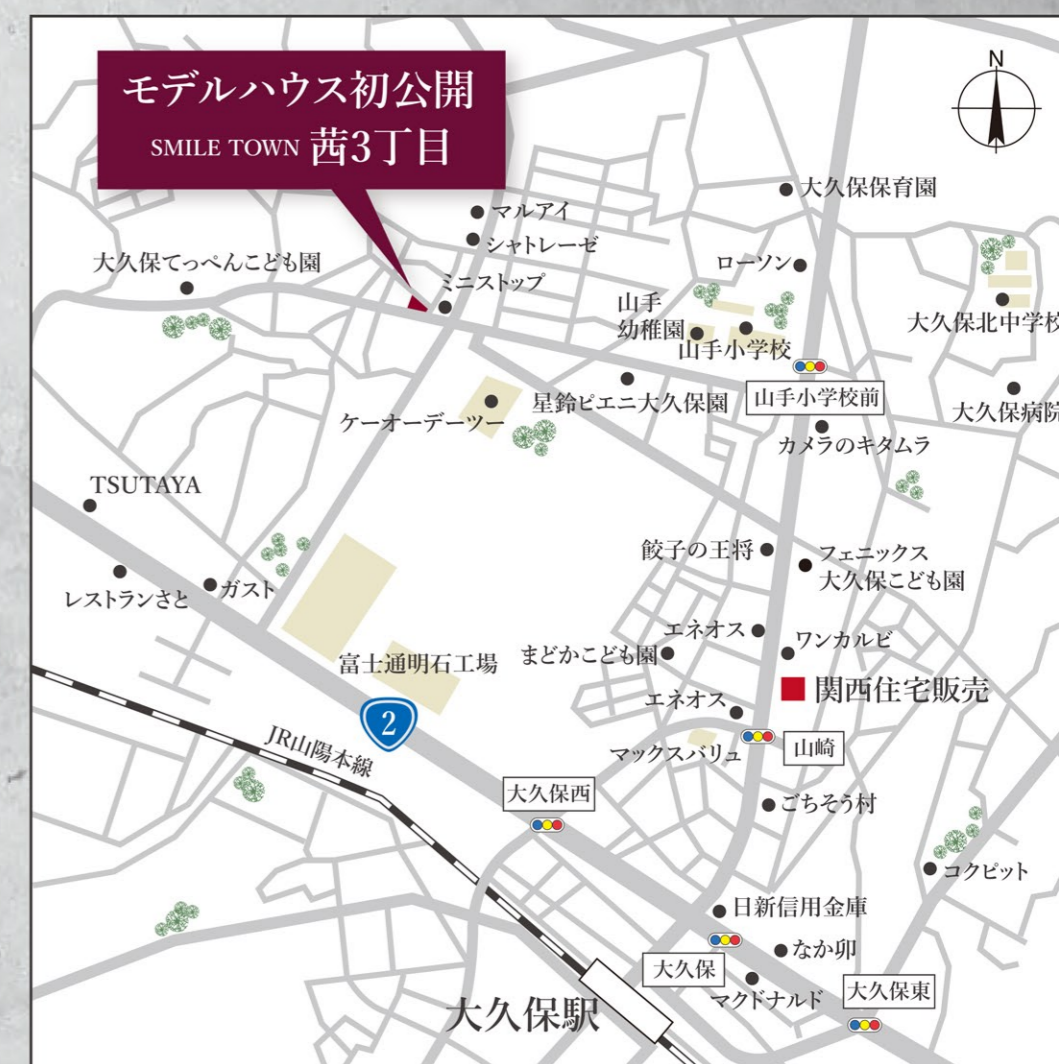 モデルハウス初公開
SMILE TOWN 茜3丁目
N
大久保保育園
マルアイ
シャトレーゼ
大久保てっぺんこども園
ローソン
ミニストップ
山手
幼稚園
山手小学校
大久保北中学校
星鈴ピエニ大久保園
山手小学校前
大久保病院
ケーオーデーツー
カメラのキタムラ
TSUTAYA
餃子の王将
フェニックス
大久保こども園
レストランさと
ガスト
エネオス
ワンカルビ
まどかこども園
富士通明石工場
関西住宅販売
エネオス
2
JR山陽本線
マックスバリュ
山崎
大久保西
ごちそう村
コクピット
日新信用金庫
なか卯
大久保
マクドナルド
大久保東
大久保駅